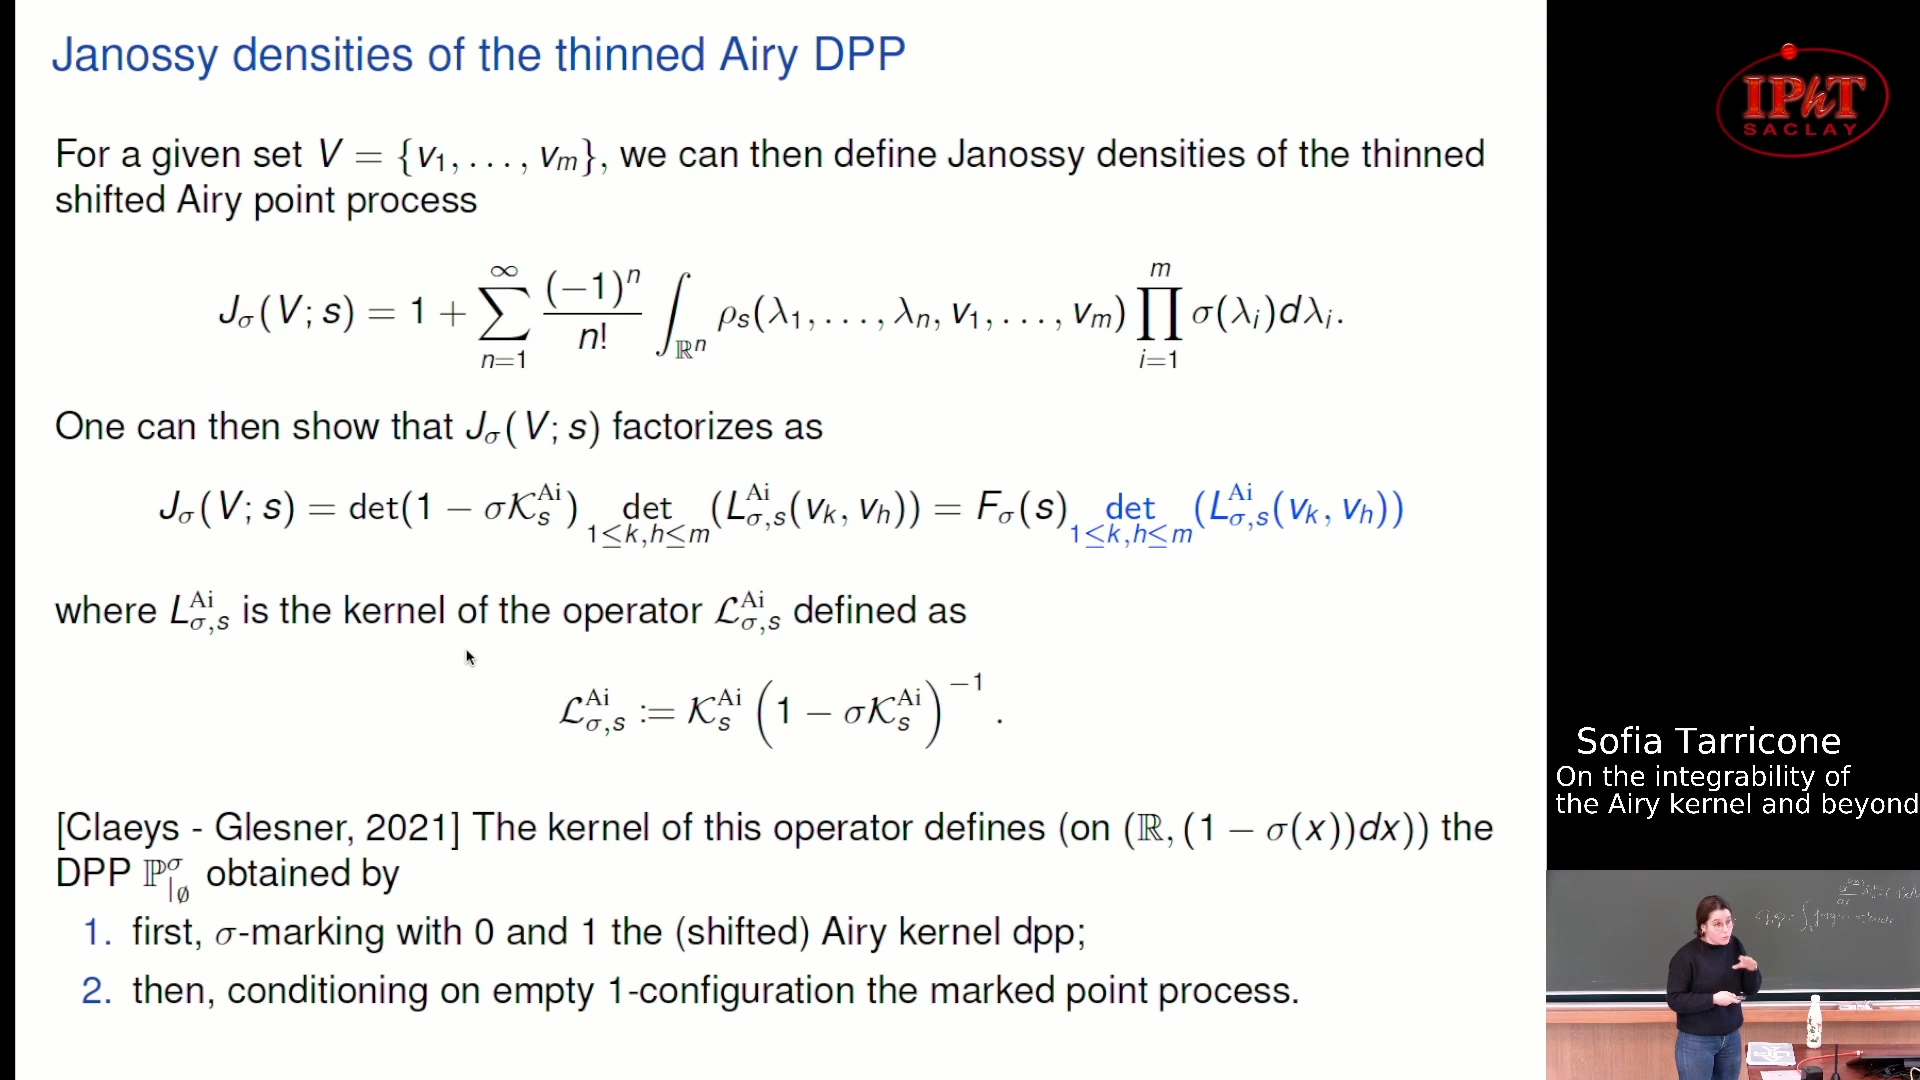 Janossy densities of the thinned Airy DPP
For a given set V = {v₁, . . . , vₘ}, we can then define Janossy densities of the thinned
shifted Airy point process
J_σ(V; s) = 1 + \sum_{n=1}^{∞} \frac{(−1)^n}{n!} \int_{ℝ^n} ρ_s(λ_1, . . . , λ_n, v_1, . . . , v_m) \prod_{i=1}^{m} σ(λ_i)dλ_i.
One can then show that J_σ(V; s) factorizes as
J_σ(V; s) = det(1 − σ𝒦_s^{Ai}) det_{1≤k,h≤m} (L_{σ,s}^{Ai}(v_k, v_h)) = F_σ(s) det_{1≤k,h≤m} (L_{σ,s}^{Ai}(v_k, v_h))
where L_{σ,s}^{Ai} is the kernel of the operator ℒ_{σ,s}^{Ai} defined as
ℒ_{σ,s}^{Ai} := 𝒦_s^{Ai} (1 − σ𝒦_s^{Ai})^{−1} .
[Claeys - Glesner, 2021] The kernel of this operator defines (on (ℝ, (1 − σ(x))dx)) the
DPP ℙ^σ_{|∅} obtained by
1. first, σ-marking with 0 and 1 the (shifted) Airy kernel dpp;
2. then, conditioning on empty 1-configuration the marked point process.
IPhT
SACLAY
Sofia Tarricone
On the integrability of
the Airy kernel and beyond